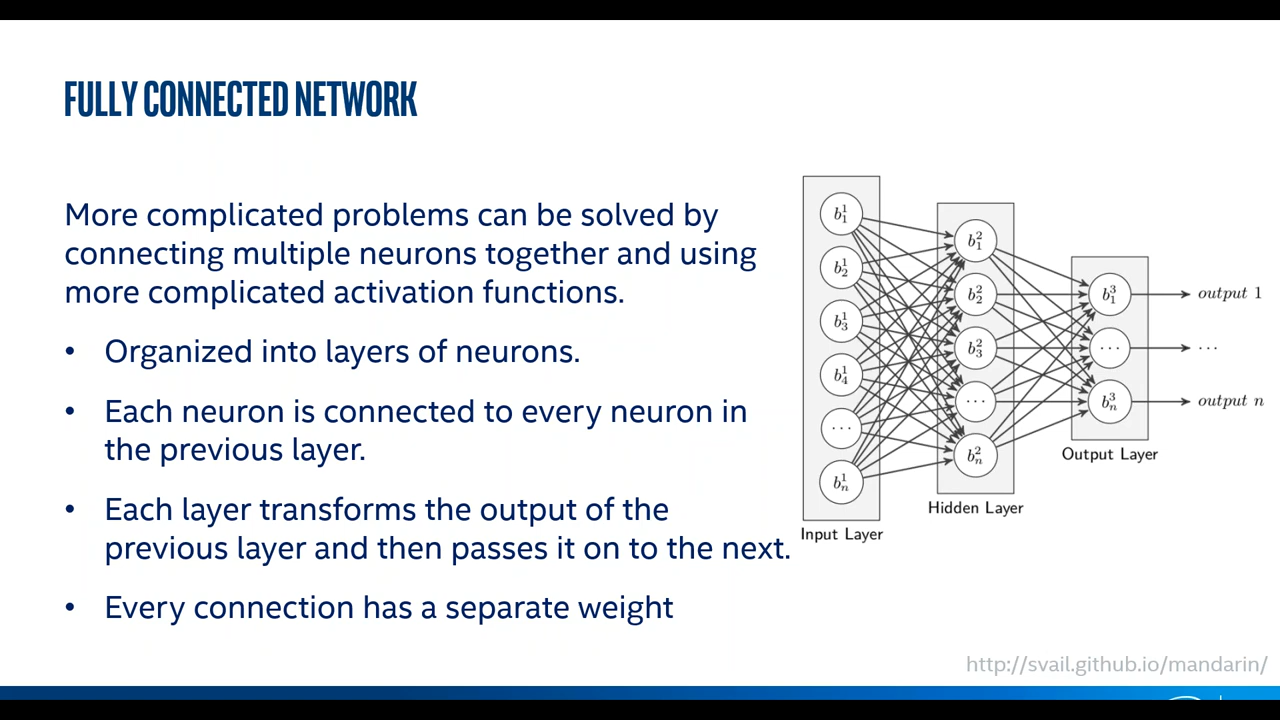 FULLY CONNECTED NETWORK
More complicated problems can be solved by
connecting multiple neurons together and using
more complicated activation functions.
• Organized into layers of neurons.
• Each neuron is connected to every neuron in
the previous layer.
• Each layer transforms the output of the
previous layer and then passes it on to the next.
• Every connection has a separate weight
b₁¹
b₂¹
b₃¹
b₄¹
...
bₙ¹
Input Layer
b₁²
b₂²
b₃²
...
bₙ²
Hidden Layer
b₁³
...
bₙ³
Output Layer
output 1
...
output n
http://svail.github.io/mandarin/